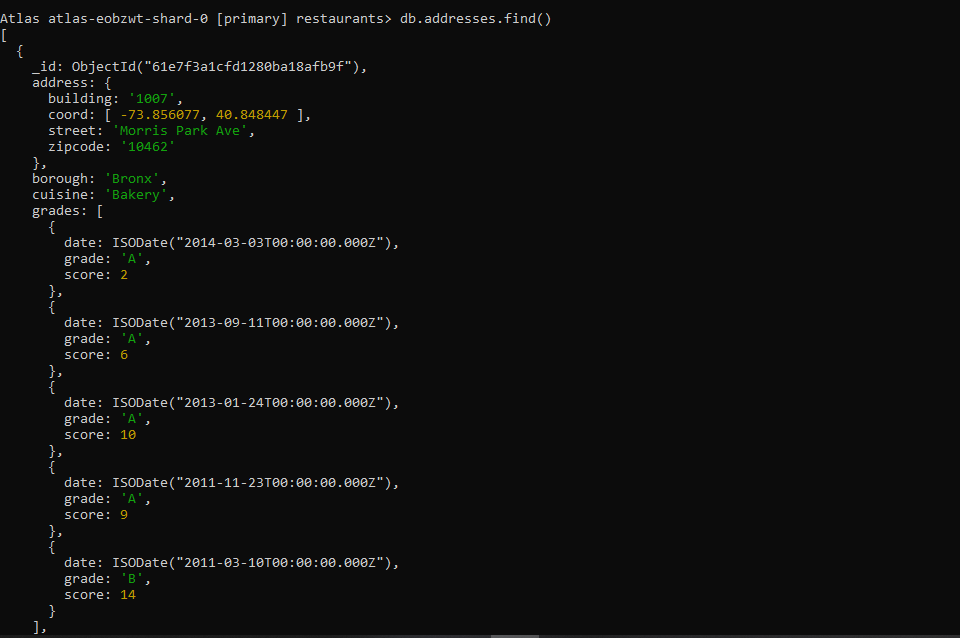 Atlas atlas-eobzwt-shard-0 [primary] restaurants> db.addresses.find()
[
  {
    _id: ObjectId("61e7f3a1cfd1280ba18afb9f"),
    address: {
      building: '1007',
      coord: [ -73.856077, 40.848447 ],
      street: 'Morris Park Ave',
      zipcode: '10462'
    },
    borough: 'Bronx',
    cuisine: 'Bakery',
    grades: [
      {
        date: ISODate("2014-03-03T00:00:00.000Z"),
        grade: 'A',
        score: 2
      },
      {
        date: ISODate("2013-09-11T00:00:00.000Z"),
        grade: 'A',
        score: 6
      },
      {
        date: ISODate("2013-01-24T00:00:00.000Z"),
        grade: 'A',
        score: 10
      },
      {
        date: ISODate("2011-11-23T00:00:00.000Z"),
        grade: 'A',
        score: 9
      },
      {
        date: ISODate("2011-03-10T00:00:00.000Z"),
        grade: 'B',
        score: 14
      }
    ],